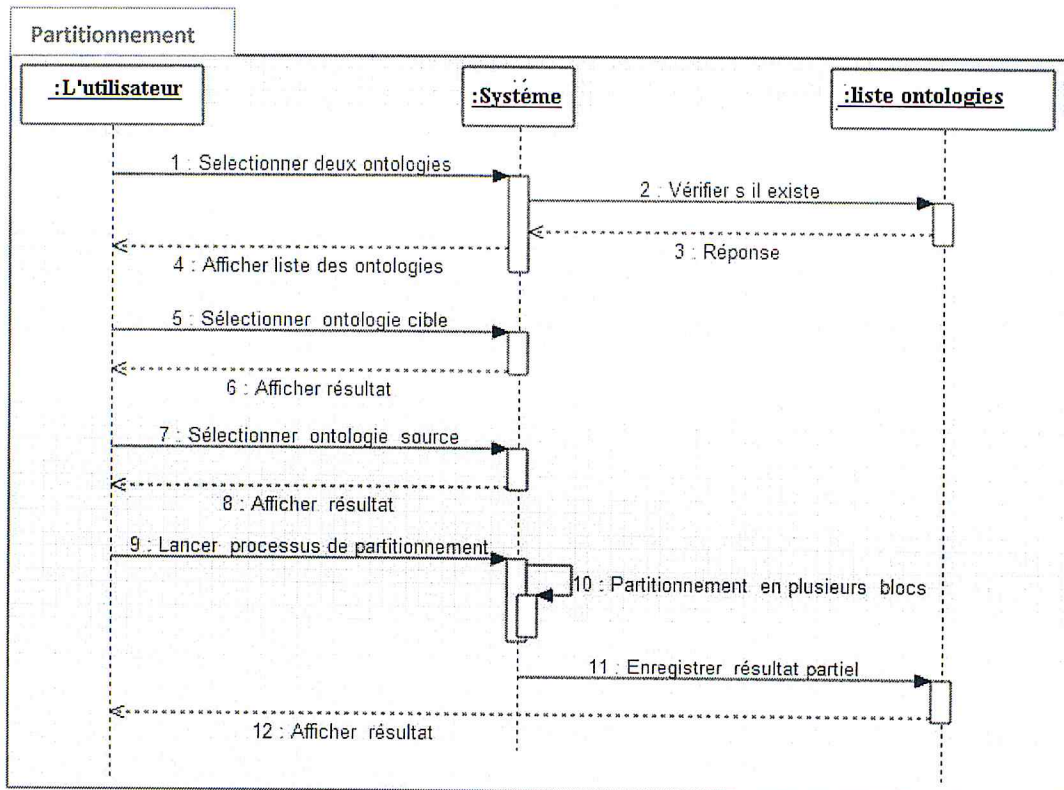 Partitionnement
:L'utilisateur
:Systéme
:liste ontologies
1 : Selectionner deux ontologies
2 : Vérifier s il existe
3 : Réponse
4 : Afficher liste des ontologies
5 : Sélectionner ontologie cible
6 : Afficher résultat
7 : Sélectionner ontologie source
8 : Afficher résultat
9 : Lancer processus de partitionnement
10 : Partitionnement en plusieurs blocs
11 : Enregistrer résultat partiel
12 : Afficher résultat